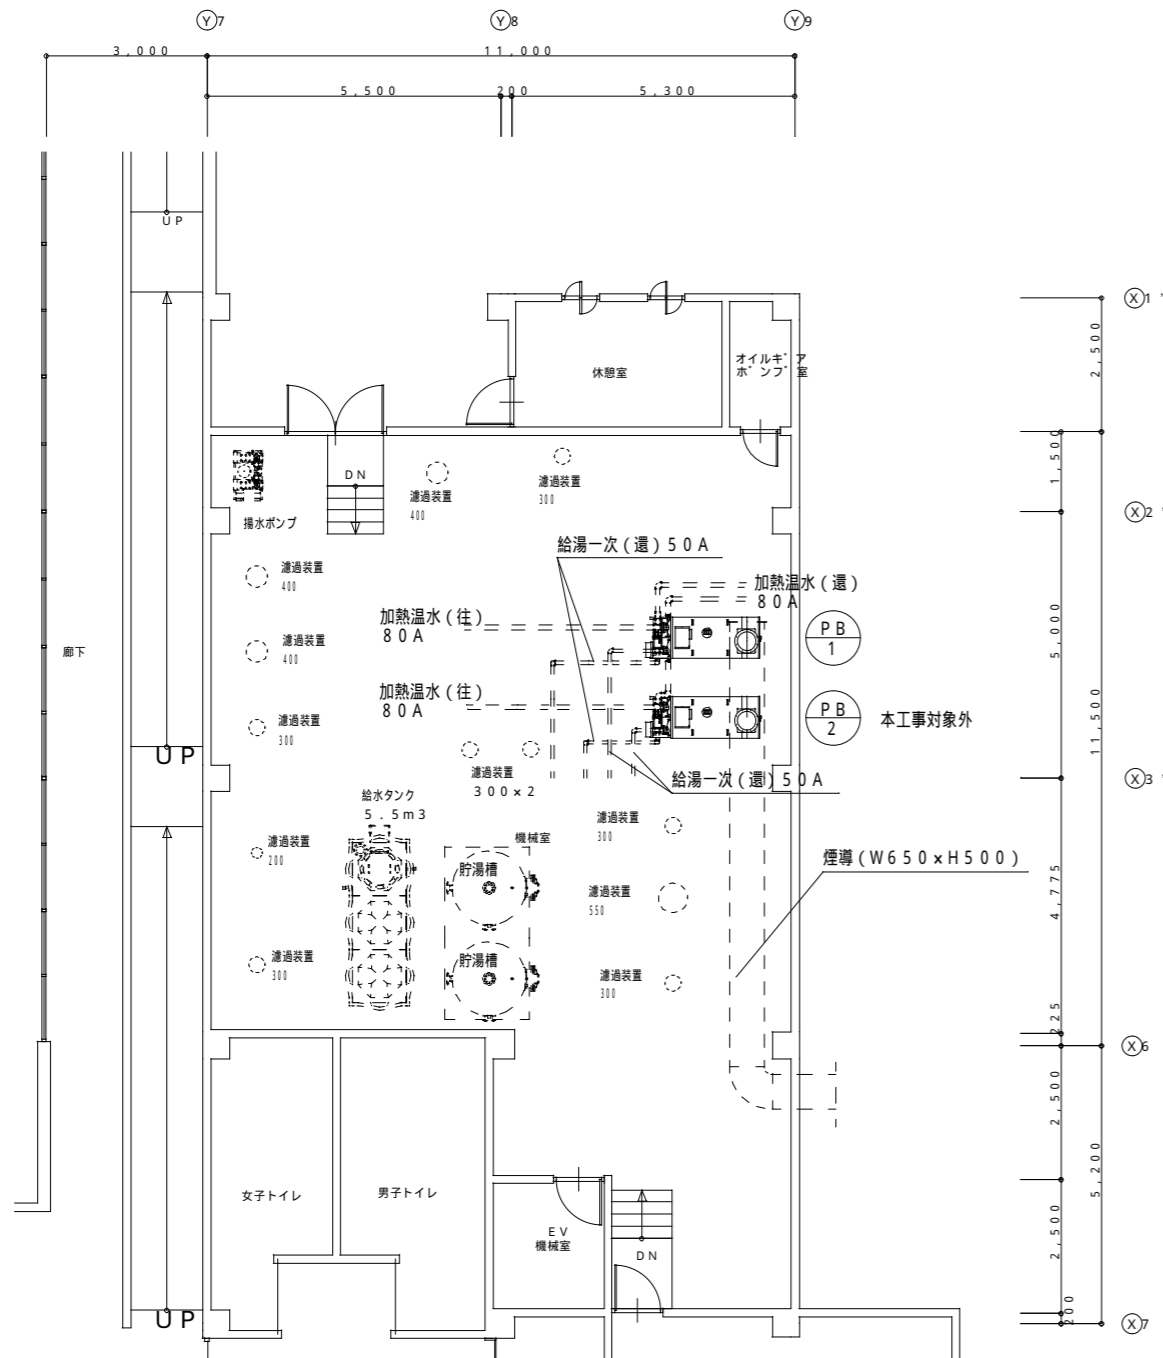 Y7
Y8
Y9
3,000
11,000
5,500
200
5,300
UP
X1
2,500
休憩室
オイルギア
ポンプ室
1,500
DN
濾過装置
400
濾過装置
300
X2
揚水ポンプ
給湯一次(還)50A
濾過装置
400
加熱温水(還)
80A
加熱温水(往)
80A
PB
1
5,000
濾過装置
400
廊下
加熱温水(往)
80A
PB
2
本工事対象外
11,500
濾過装置
300
UP
濾過装置
300×2
給湯一次(還)50A
X3
給水タンク
5.5m3
濾過装置
300
機械室
濾過装置
200
貯湯槽
煙導(W650×H500)
4,775
濾過装置
550
濾過装置
300
貯湯槽
濾過装置
300
225
X6
2,500
5,200
女子トイレ
男子トイレ
EV
機械室
DN
2,500
200
UP
X7